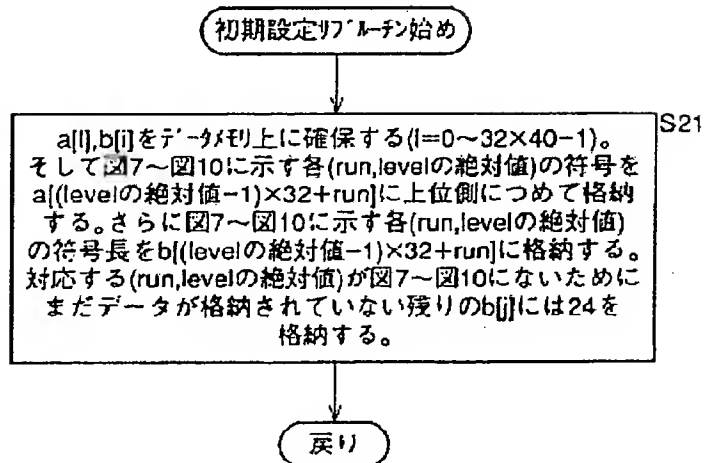 初期設定サブルーチン始め
S21
a[i],b[i]をデータメモリ上に確保する(i=0～32×40−1)。
そして図7～図10に示す各(run,levelの絶対値)の符号を
a[(levelの絶対値−1)×32+run]に上位側につめて格納
する。さらに図7～図10に示す各(run,levelの絶対値)
の符号長をb[(levelの絶対値−1)×32+run]に格納する。
対応する(run,levelの絶対値)が図7～図10にないために
まだデータが格納されていない残りのb[j]には24を
格納する。
戻り